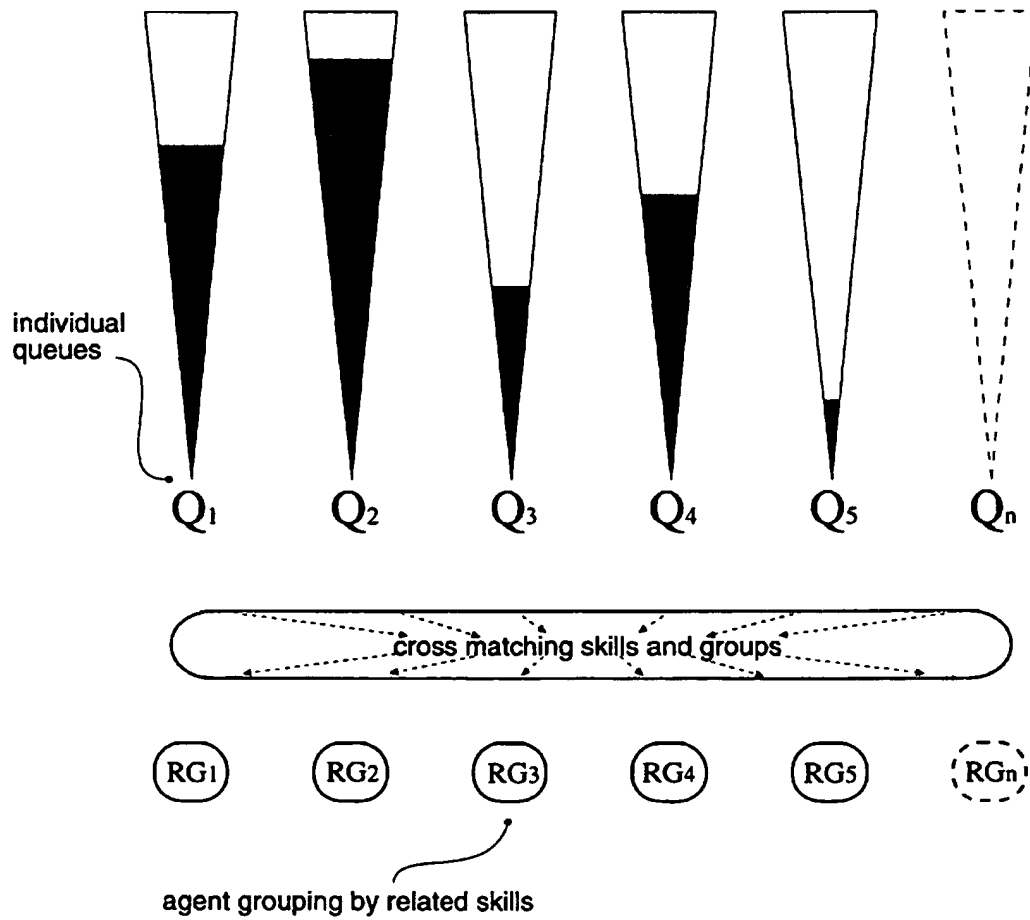 individual
queues
Q1 Q2 Q3 Q4 Q5 Qn
cross matching skills and groups
RG1 RG2 RG3 RG4 RG5 RGn
agent grouping by related skills